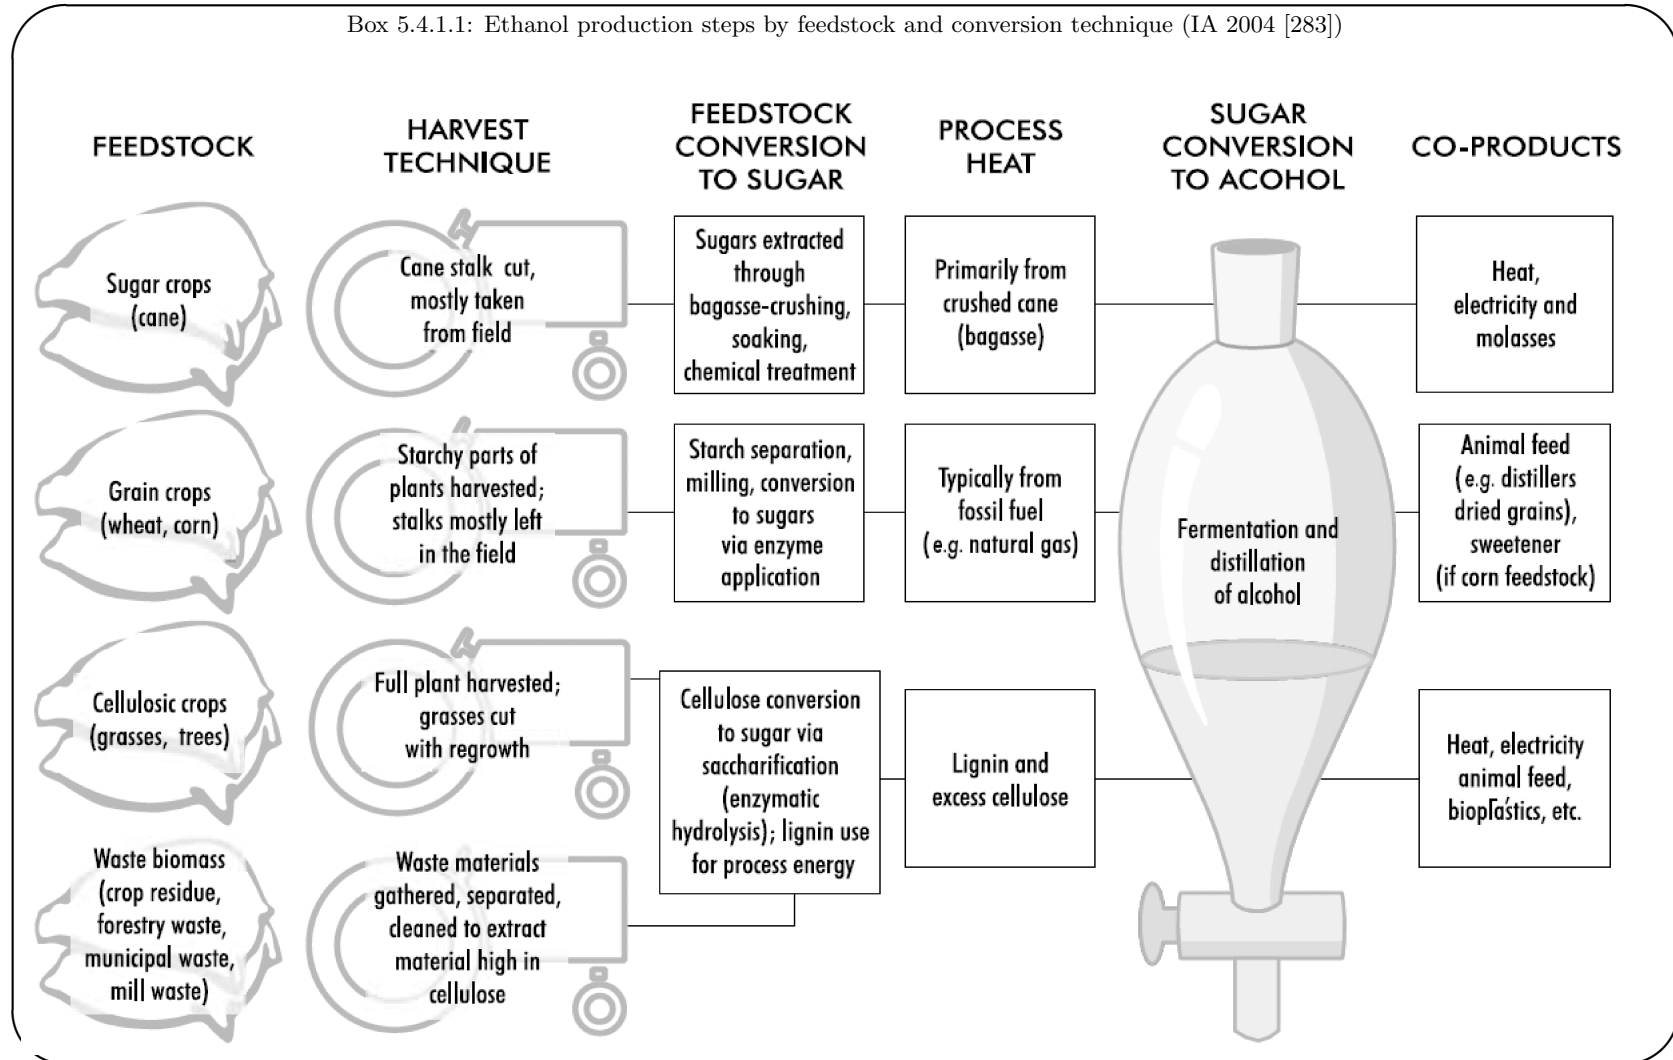 Box 5.4.1.1: Ethanol production steps by feedstock and conversion technique (IA 2004 [283])
FEEDSTOCK
HARVEST
TECHNIQUE
FEEDSTOCK
CONVERSION
TO SUGAR
PROCESS
HEAT
SUGAR
CONVERSION
TO ACOHOL
CO-PRODUCTS
Sugar crops
(cane)
Cane stalk cut,
mostly taken
from field
Sugars extracted
through
bagasse-crushing,
soaking,
chemical treatment
Primarily from
crushed cane
(bagasse)
Heat,
electricity and
molasses
Grain crops
(wheat, corn)
Starchy parts of
plants harvested;
stalks mostly left
in the field
Starch separation,
milling, conversion
to sugars
via enzyme
application
Typically from
fossil fuel
(e.g. natural gas)
Fermentation and
distillation
of alcohol
Animal feed
(e.g. distillers
dried grains),
sweetener
(if corn feedstock)
Cellulosic crops
(grasses, trees)
Full plant harvested;
grasses cut
with regrowth
Cellulose conversion
to sugar via
saccharification
(enzymatic
hydrolysis); lignin use
for process energy
Lignin and
excess cellulose
Heat, electricity
animal feed,
bioplastics, etc.
Waste biomass
(crop residue,
forestry waste,
municipal waste,
mill waste)
Waste materials
gathered, separated,
cleaned to extract
material high in
cellulose